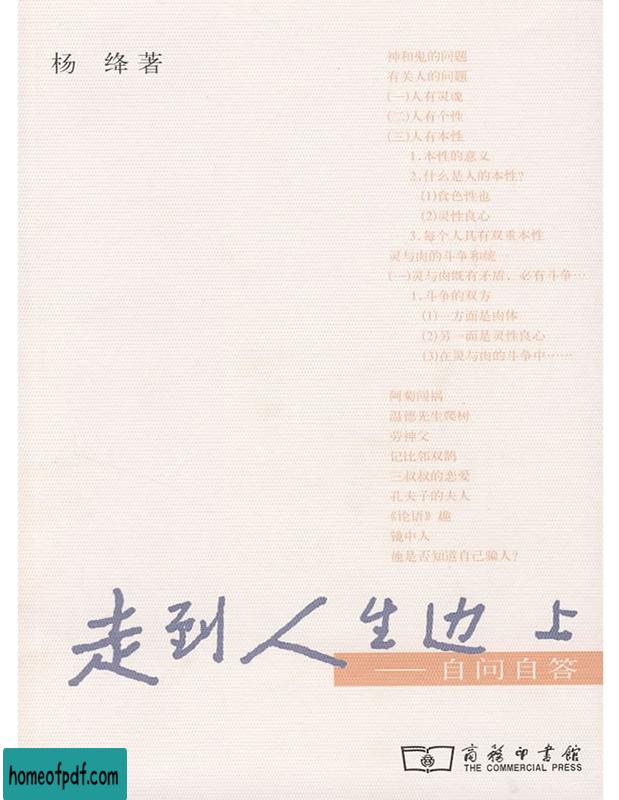 杨 绛著
神和鬼的问题
有关人的问题
(一)人有灵魂
(二)人有个性
(三)人有本性
1.本性的意义
2.什么是人的本性?
(1)食色性也
(2)灵性良心
3.每个人具有双重本性
灵与肉的斗争和统一
(一)灵与肉既有矛盾，必有斗争…
1.斗争的双方
(1)一方面是肉体
(2)另一面是灵性良心
(3)在灵与肉的斗争中……
阿菊闯祸
温德先生爬树
劳神父
记比邻双鹊
三叔叔的恋爱
孔夫子的夫人
《论语》趣
镜中人
他是否知道自己骗人?
走到人生边上
——自问自答
商務印書館
THE COMMERCIAL PRESS
homeofpdf.com